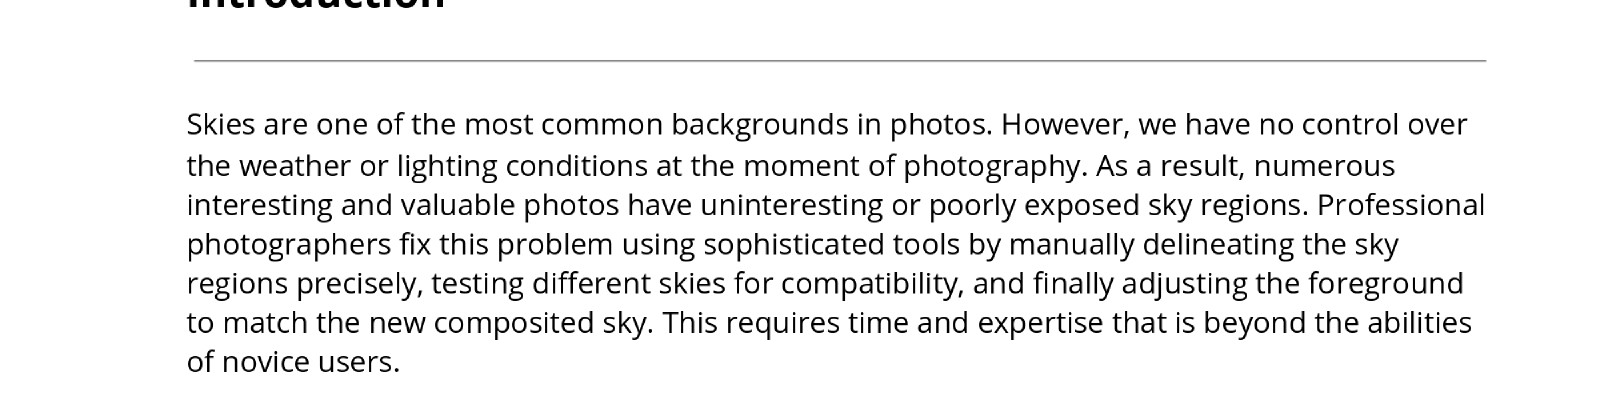 Introduction
Skies are one of the most common backgrounds in photos. However, we have no control over
the weather or lighting conditions at the moment of photography. As a result, numerous
interesting and valuable photos have uninteresting or poorly exposed sky regions. Professional
photographers fix this problem using sophisticated tools by manually delineating the sky
regions precisely, testing different skies for compatibility, and finally adjusting the foreground
to match the new composited sky. This requires time and expertise that is beyond the abilities
of novice users.